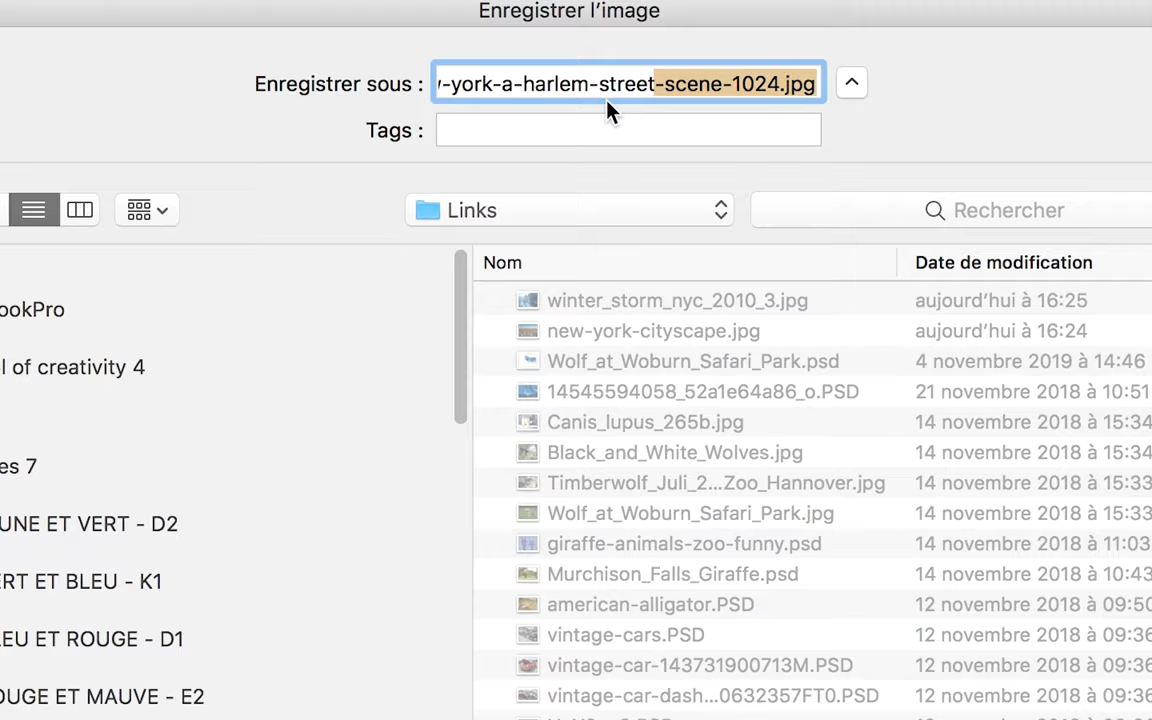 Enregistrer l'image
Enregistrer sous :
-york-a-harlem-street-scene-1024.jpg
Tags :
Links
Rechercher
Nom
Date de modification
ookPro
l of creativity 4
es 7
UNE ET VERT - D2
ERT ET BLEU - K1
LEU ET ROUGE - D1
OUGE ET MAUVE - E2
winter_storm_nyc_2010_3.jpg aujourd'hui à 16:25
new-york-cityscape.jpg aujourd'hui à 16:24
Wolf_at_Woburn_Safari_Park.psd 4 novembre 2019 à 14:46
14545594058_52a1e64a86_o.PSD 21 novembre 2018 à 10:51
Canis_lupus_265b.jpg 14 novembre 2018 à 15:34
Black_and_White_Wolves.jpg 14 novembre 2018 à 15:34
Timberwolf_Juli_2...Zoo_Hannover.jpg 14 novembre 2018 à 15:33
Wolf_at_Woburn_Safari_Park.jpg 14 novembre 2018 à 15:33
giraffe-animals-zoo-funny.psd 14 novembre 2018 à 11:03
Murchison_Falls_Giraffe.psd 14 novembre 2018 à 10:43
american-alligator.PSD 12 novembre 2018 à 09:50
vintage-cars.PSD 12 novembre 2018 à 09:36
vintage-car-143731900713M.PSD 12 novembre 2018 à 09:36
vintage-car-dash...0632357FT0.PSD 12 novembre 2018 à 09:36